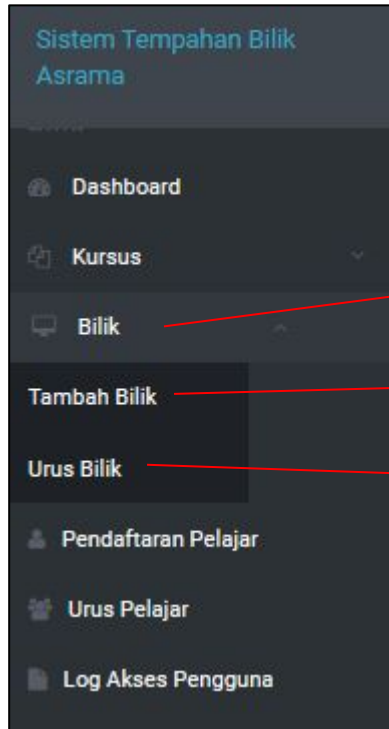 Sistem Tempahan Bilik
Asrama
Dashboard
Kursus
Bilik
Tambah Bilik
Urus Bilik
Pendaftaran Pelajar
Urus Pelajar
Log Akses Pengguna